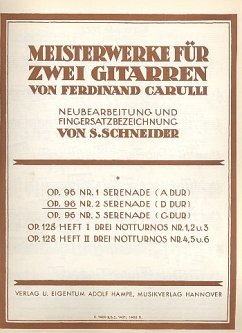 MEISTERWERKE FÜR
ZWEI GITARREN
VON FERDINAND CARULLI
NEUBEARBEITUNG UND
FINGERSATZBEZEICHNUNG
VON S. SCHNEIDER
*
OP. 96 NR. 1 SERENADE (A DUR)
OP. 96 NR. 2 SERENADE (D DUR)
OP. 96 NR. 3 SERENADE (G DUR)
OP. 128 HEFT I DREI NOTTURNOS NR. 1, 2 U 3
OP. 128 HEFT II DREI NOTTURNOS NR. 4, 5 U 6
VERLAG U. EIGENTUM ADOLF HAMPE, MUSIKVERLAG HANNOVER